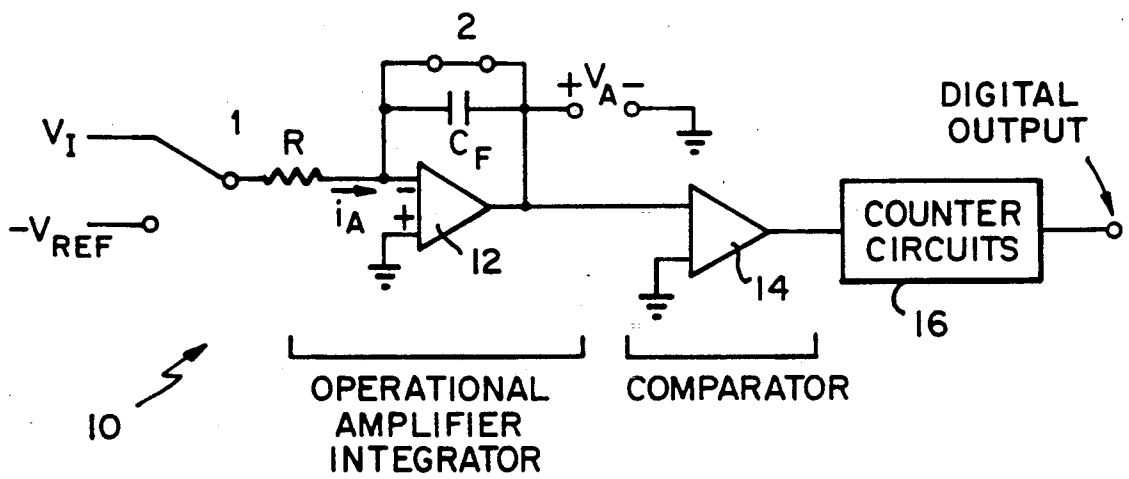 2
+ V_A −
DIGITAL
OUTPUT
V_I
1
R
C_F
−V_REF
i_A
−
+
12
14
COUNTER
CIRCUITS
16
10
OPERATIONAL
AMPLIFIER
INTEGRATOR
COMPARATOR